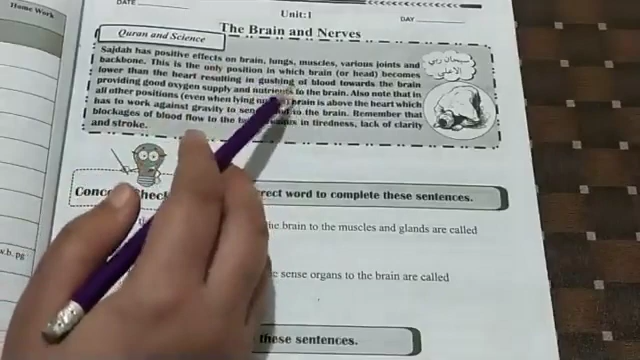 Home Work
DATE
Unit:1
DAY
The Brain and Nerves
Quran and Science
Sajdah has positive effects on brain, lungs, muscles, various joints and
backbone. This is the only position in which brain (or head) becomes
lower than the heart resulting in gushing of blood towards the brain
providing good oxygen supply and nutrients to the brain. Also note that in
all other positions (even when lying brain is above the heart which
has to work against gravity to to the brain. Remember that
blockages of blood flow to the in tiredness, lack of clarity
and stroke.
سبحان ربي
الأعلى
rect word to complete these sentences.
he brain to the muscles and glands are called
w.b. pg
e sense organs to the brain are called
these sentences.